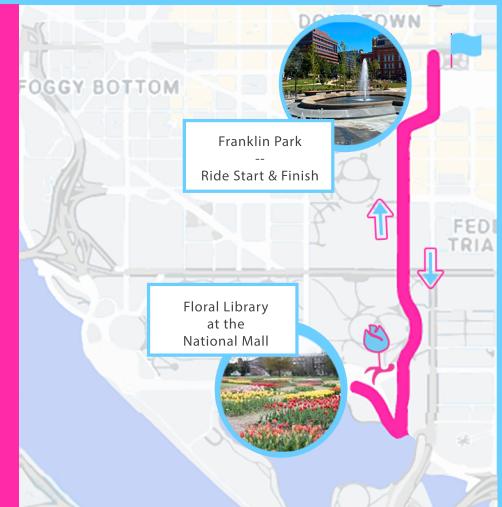 DOWNTOWN
FOGGY BOTTOM
Franklin Park
--
Ride Start & Finish
FEDE
TRIA
Floral Library
at the
National Mall